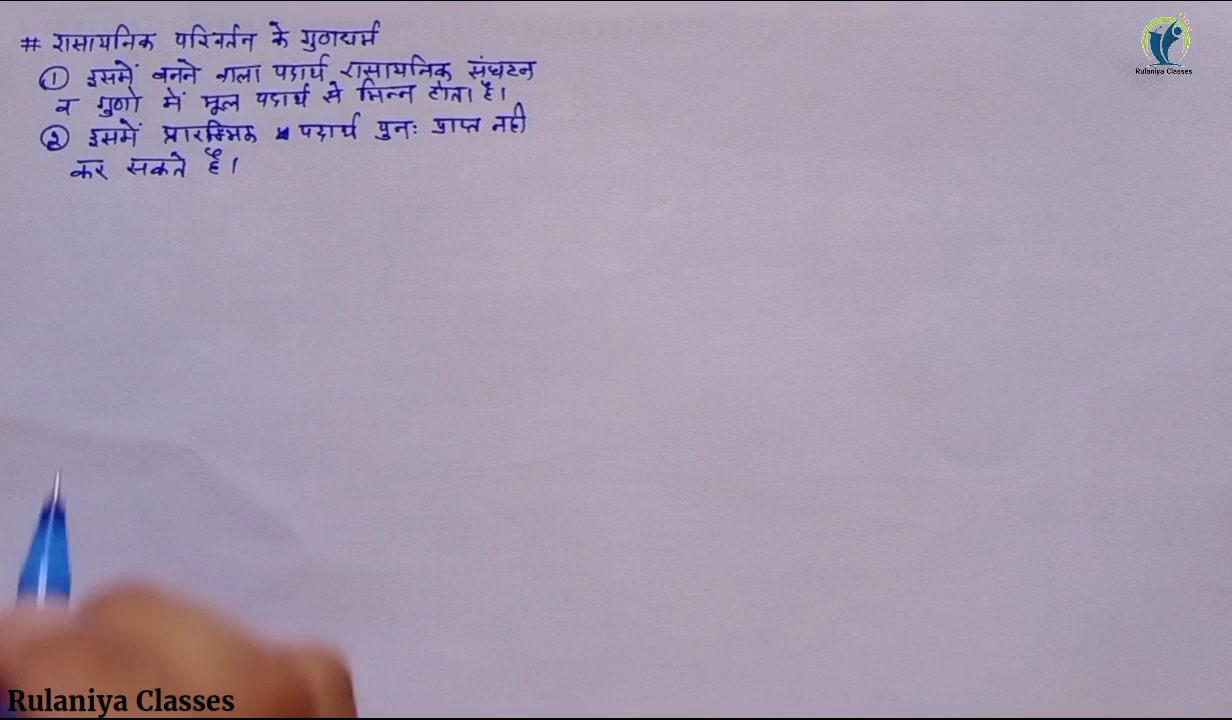 # रासायनिक परिवर्तन के गुणधर्म
① इसमें बनने वाला पदार्थ रासायनिक संघटन
व गुणो में मूल पदार्थ से भिन्न होता है।
② इसमें प्रारम्भिक पदार्थ पुनः प्राप्त नही
कर सकते है।
Rulaniya Classes
Rulaniya Classes